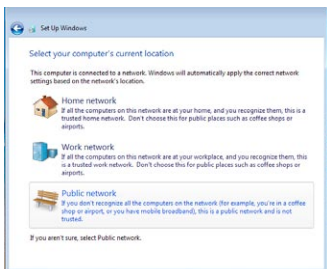 Set Up Windows
Select your computer's current location
This computer is connected to a network. Windows will automatically apply the correct network
settings based on the network's location.
Home network
If all the computers on this network are at your home, and you recognize them, this is a
trusted home network. Don't choose this for public places such as coffee shops or
airports.
Work network
If all the computers on this network are at your workplace, and you recognize them, this
is a trusted work network. Don't choose this for public places such as coffee shops or
airports.
Public network
If you don't recognize all the computers on the network (for example, you're in a coffee
shop or airport, or you have mobile broadband), this is a public network and is not
trusted.
If you aren't sure, select Public network.